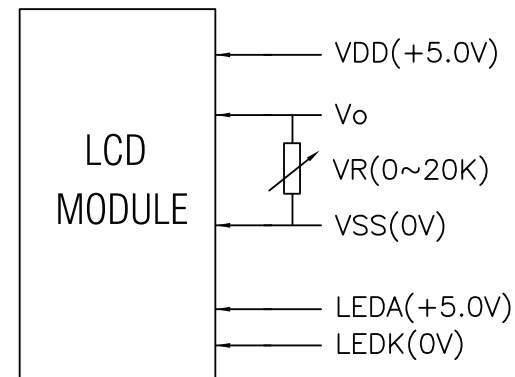 LCD
MODULE
VDD(+5.0V)
Vo
VR(0~20K)
VSS(0V)
LEDA(+5.0V)
LEDK(0V)